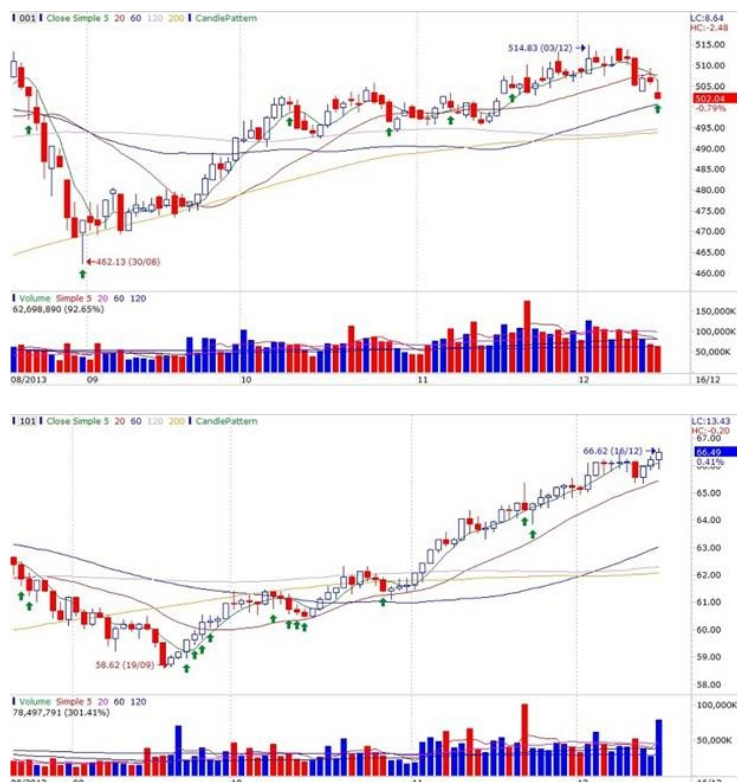 001 Close Simple 5 20 60 120 200 CandlePattern
LC:8.64
HC:-2.48
515.00
514.83 (03/12)
505.00
502.04
-0.79%
495.00
490.00
485.00
480.00
475.00
470.00
465.00
462.13 (30/08)
460.00
Volume Simple 5 20 60 120
62,698,890 (92.65%)
150,000K
100,000K
50,000K
08/2013 09 10 11 12 16/12
101 Close Simple 5 20 60 120 200 CandlePattern
LC:13.43
HC:-0.20
67.00
66.62 (16/12)
66.49
0.41%
65.00
64.00
63.00
62.00
61.00
60.00
59.00
58.62 (19/09)
58.00
Volume Simple 5 20 60 120
78,497,791 (301.41%)
100,000K
50,000K